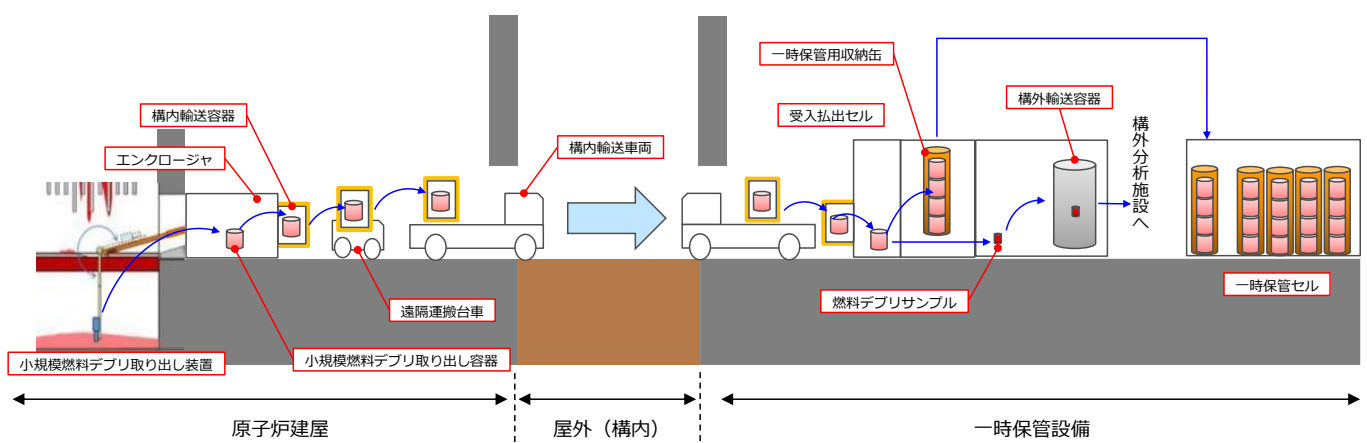 一時保管用収納缶
構内輸送容器
エンクロージャ
構内輸送車両
受入払出セル
構外輸送容器
構外分析施設へ
遠隔運搬台車
燃料デブリサンプル
一時保管セル
小規模燃料デブリ取り出し装置
小規模燃料デブリ取り出し容器
原子炉建屋
屋外（構内）
一時保管設備